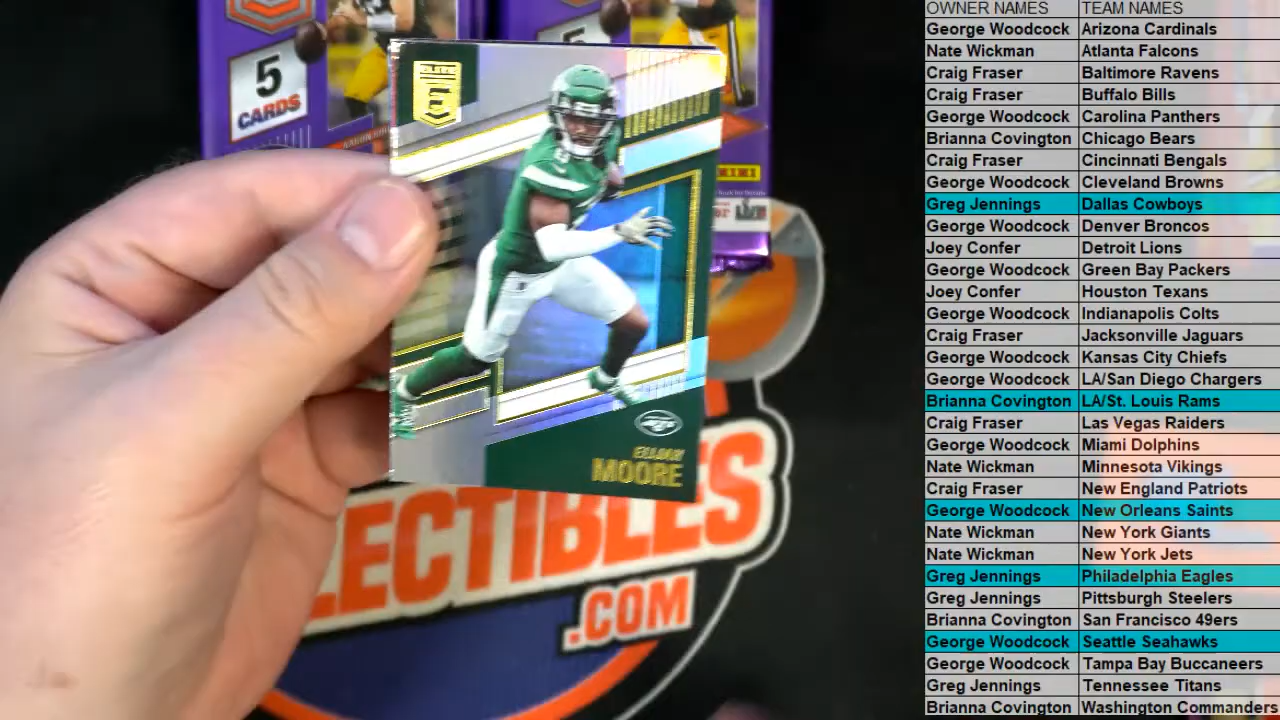 5
CARDS
5
ELITE
E
ELIJAH
MOORE
LECTIBLES
.COM
OWNER NAMES TEAM NAMES
George Woodcock Arizona Cardinals
Nate Wickman Atlanta Falcons
Craig Fraser Baltimore Ravens
Craig Fraser Buffalo Bills
George Woodcock Carolina Panthers
Brianna Covington Chicago Bears
Craig Fraser Cincinnati Bengals
George Woodcock Cleveland Browns
Greg Jennings Dallas Cowboys
George Woodcock Denver Broncos
Joey Confer Detroit Lions
George Woodcock Green Bay Packers
Joey Confer Houston Texans
George Woodcock Indianapolis Colts
Craig Fraser Jacksonville Jaguars
George Woodcock Kansas City Chiefs
George Woodcock LA/San Diego Chargers
Brianna Covington LA/St. Louis Rams
Craig Fraser Las Vegas Raiders
George Woodcock Miami Dolphins
Nate Wickman Minnesota Vikings
Craig Fraser New England Patriots
George Woodcock New Orleans Saints
Nate Wickman New York Giants
Nate Wickman New York Jets
Greg Jennings Philadelphia Eagles
Greg Jennings Pittsburgh Steelers
Brianna Covington San Francisco 49ers
George Woodcock Seattle Seahawks
George Woodcock Tampa Bay Buccaneers
Greg Jennings Tennessee Titans
Brianna Covington Washington Commanders